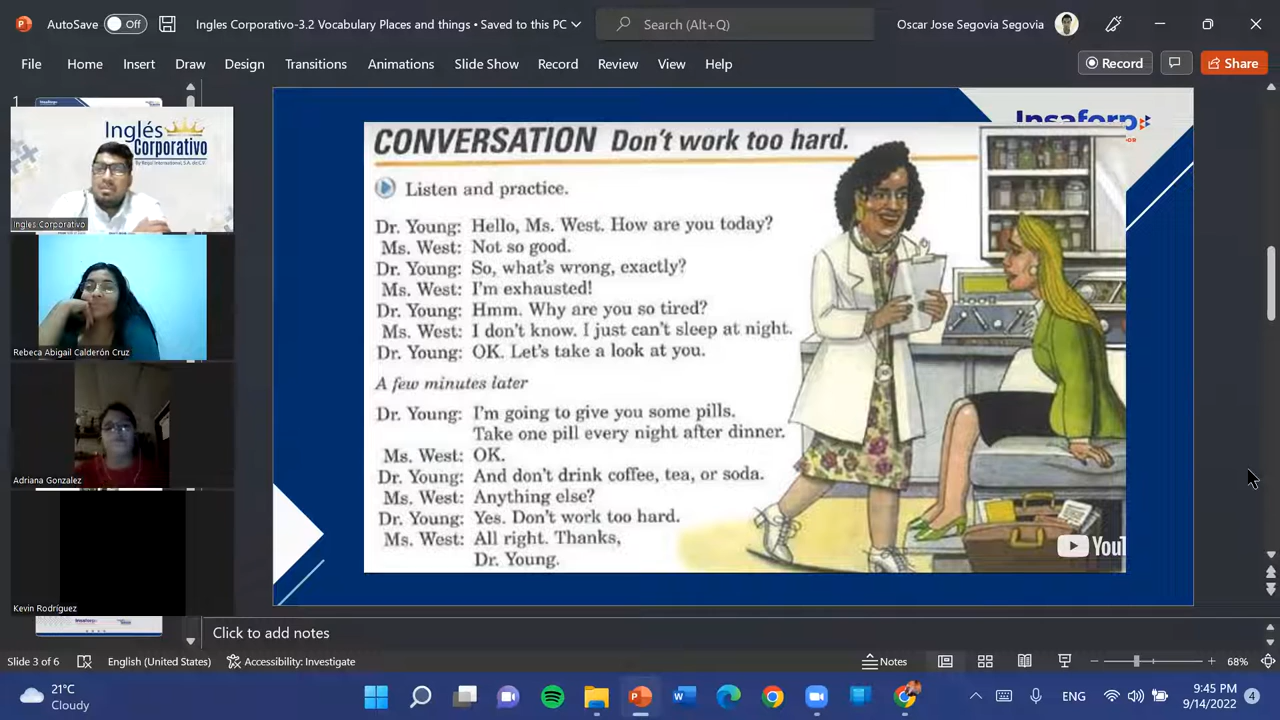 AutoSave Off Ingles Corporativo-3.2 Vocabulary Places and things • Saved to this PC Search (Alt+Q) Oscar Jose Segovia Segovia
File Home Insert Draw Design Transitions Animations Slide Show Record Review View Help Record Share
1
Inglés
Corporativo
Ingles Corporativo
Rebeca Abigail Calderón Cruz
Adriana Gonzalez
Kevin Rodríguez
Insaforp
CONVERSATION Don't work too hard.
Listen and practice.
Dr. Young: Hello, Ms. West. How are you today?
Ms. West: Not so good.
Dr. Young: So, what's wrong, exactly?
Ms. West: I'm exhausted!
Dr. Young: Hmm. Why are you so tired?
Ms. West: I don't know. I just can't sleep at night.
Dr. Young: OK. Let's take a look at you.
A few minutes later
Dr. Young: I'm going to give you some pills.
Take one pill every night after dinner.
Ms. West: OK.
Dr. Young: And don't drink coffee, tea, or soda.
Ms. West: Anything else?
Dr. Young: Yes. Don't work too hard.
Ms. West: All right. Thanks,
Dr. Young.
You
Click to add notes
Slide 3 of 6 English (United States) Accessibility: Investigate Notes 68%
21°C
Cloudy
ENG
9:45 PM
9/14/2022
4